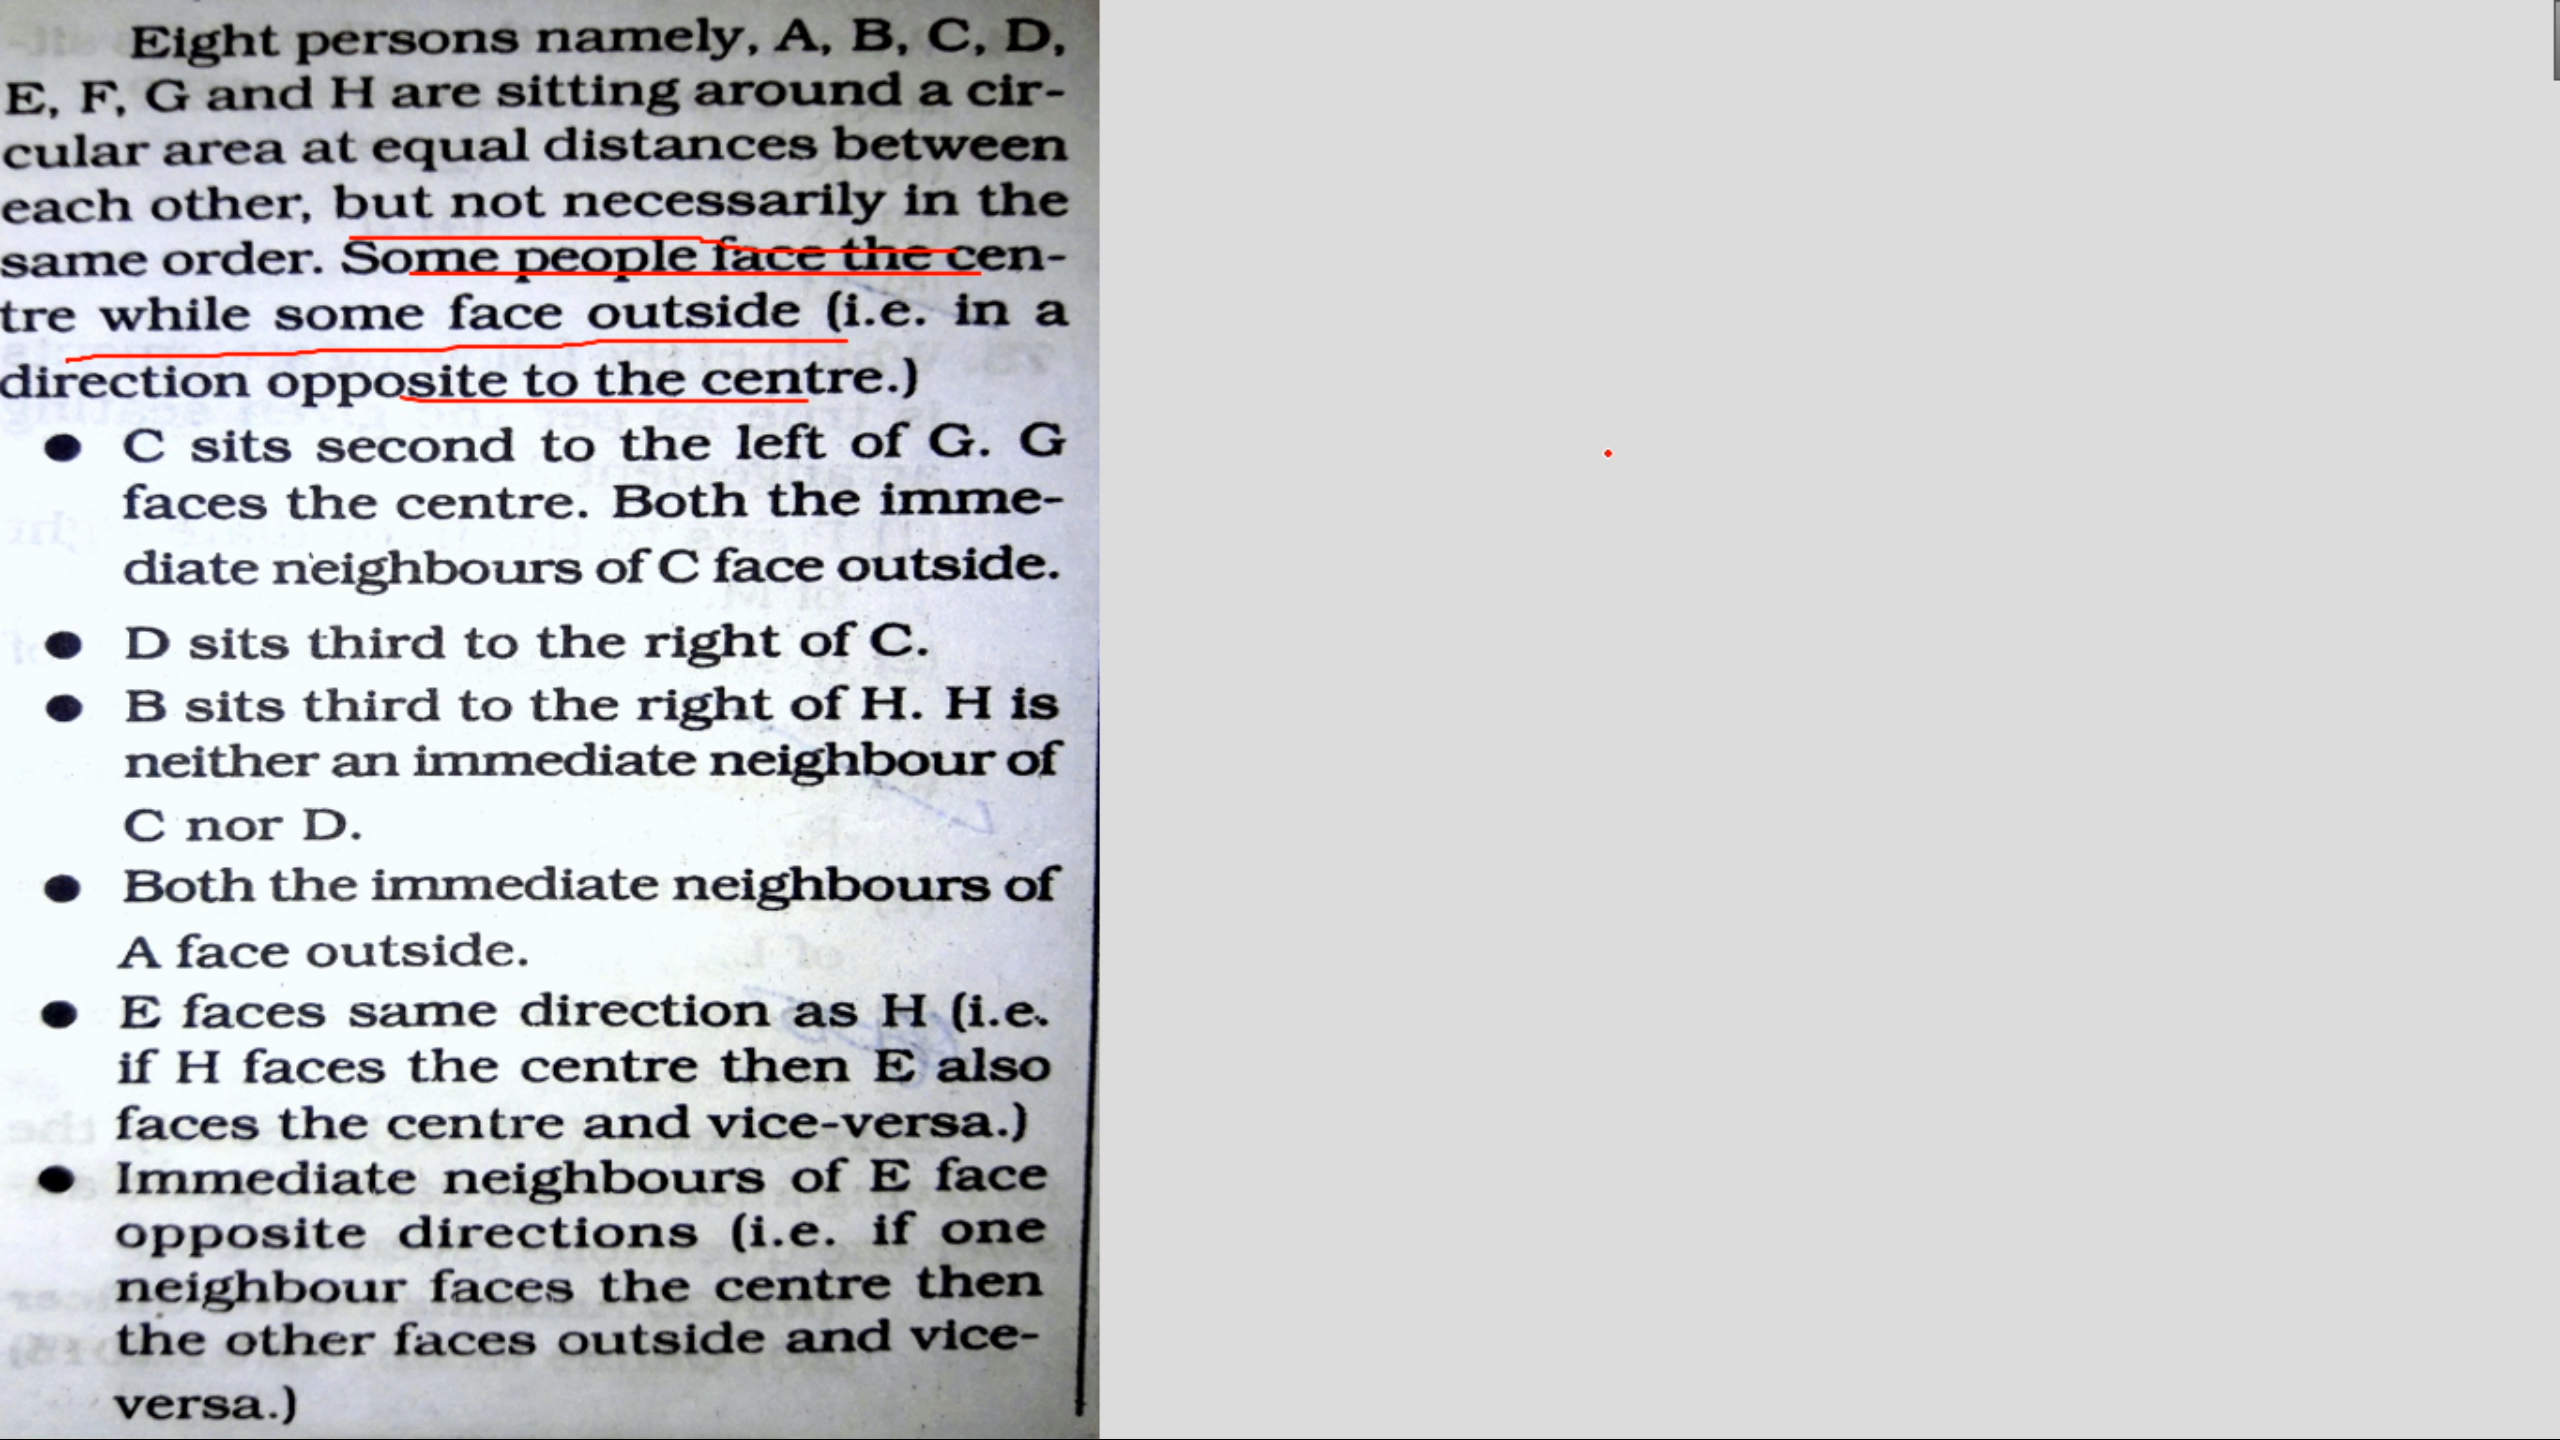 Eight persons namely, A, B, C, D,
E, F, G and H are sitting around a cir-
cular area at equal distances between
each other, but not necessarily in the
same order. Some people face the cen-
tre while some face outside (i.e. in a
direction opposite to the centre.)
● C sits second to the left of G. G
faces the centre. Both the imme-
diate neighbours of C face outside.
● D sits third to the right of C.
● B sits third to the right of H. H is
neither an immediate neighbour of
C nor D.
● Both the immediate neighbours of
A face outside.
● E faces same direction as H (i.e.
if H faces the centre then E also
faces the centre and vice-versa.)
● Immediate neighbours of E face
opposite directions (i.e. if one
neighbour faces the centre then
the other faces outside and vice-
versa.)